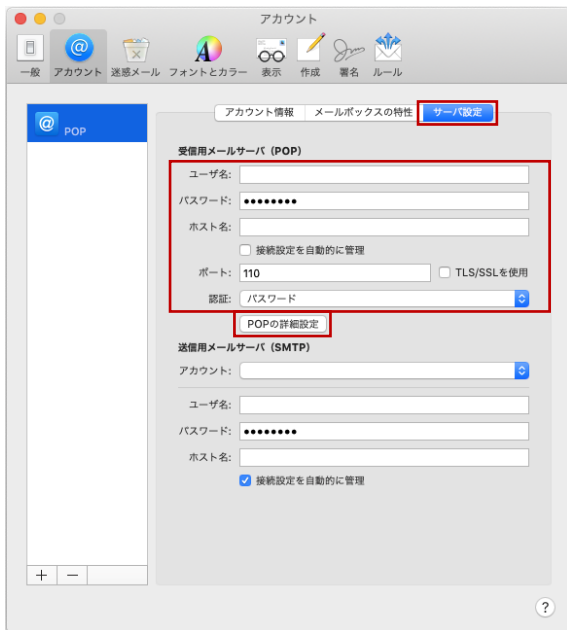 アカウント
一般 アカウント 迷惑メール フォントとカラー 表示 作成 署名 ルール
POP
アカウント情報 メールボックスの特性 サーバ設定
受信用メールサーバ（POP）
ユーザ名:
パスワード: ●●●●●●●●
ホスト名:
接続設定を自動的に管理
ポート: 110 TLS/SSLを使用
認証: パスワード
POPの詳細設定
送信用メールサーバ（SMTP）
アカウント:
ユーザ名:
パスワード: ●●●●●●●●
ホスト名:
接続設定を自動的に管理
+ − ?